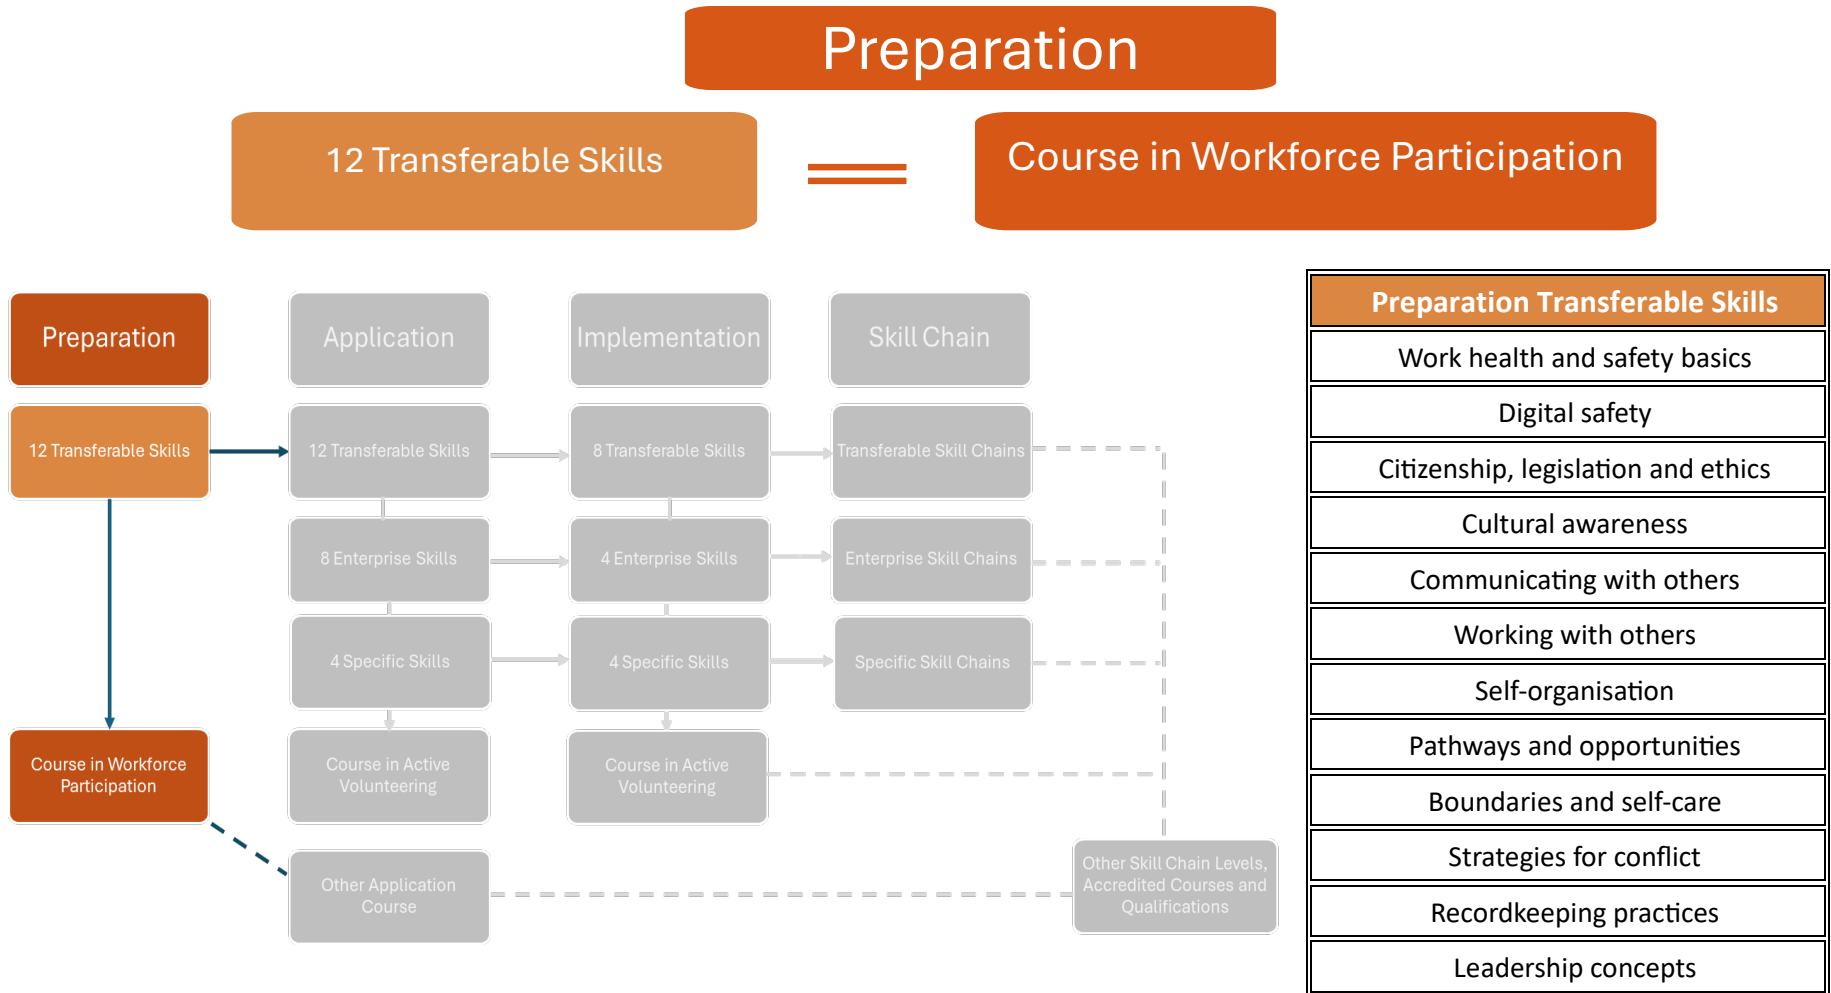 Preparation
12 Transferable Skills
Course in Workforce Participation
Preparation
Application
Implementation
Skill Chain
12 Transferable Skills
12 Transferable Skills
8 Transferable Skills
Transferable Skill Chains
8 Enterprise Skills
4 Enterprise Skills
Enterprise Skill Chains
4 Specific Skills
4 Specific Skills
Specific Skill Chains
Course in Workforce
Participation
Course in Active
Volunteering
Course in Active
Volunteering
Other Application
Course
Other Skill Chain Levels,
Accredited Courses and
Qualifications
Preparation Transferable Skills
Work health and safety basics
Digital safety
Citizenship, legislation and ethics
Cultural awareness
Communicating with others
Working with others
Self-organisation
Pathways and opportunities
Boundaries and self-care
Strategies for conflict
Recordkeeping practices
Leadership concepts